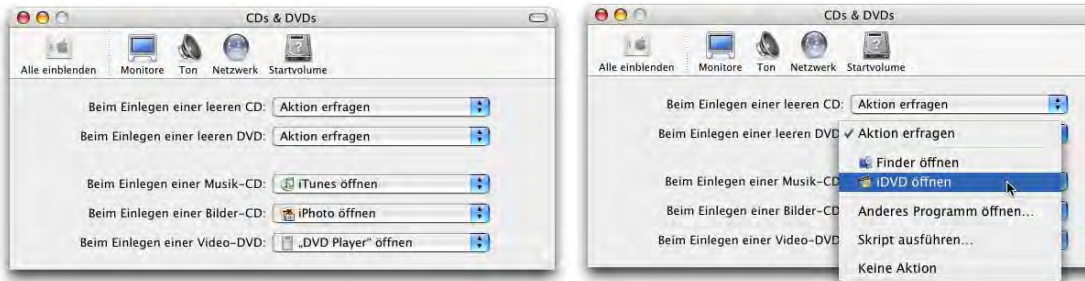 CDs & DVDs
Alle einblenden Monitore Ton Netzwerk Startvolume
Beim Einlegen einer leeren CD: Aktion erfragen
Beim Einlegen einer leeren DVD: Aktion erfragen
Beim Einlegen einer Musik-CD: iTunes öffnen
Beim Einlegen einer Bilder-CD: iPhoto öffnen
Beim Einlegen einer Video-DVD: „DVD Player" öffnen
CDs & DVDs
Alle einblenden Monitore Ton Netzwerk Startvolume
Beim Einlegen einer leeren CD: Aktion erfragen
Beim Einlegen einer leeren DVD ✓ Aktion erfragen
Finder öffnen
Beim Einlegen einer Musik-CD iDVD öffnen
Beim Einlegen einer Bilder-CD Anderes Programm öffnen...
Beim Einlegen einer Video-DVD Skript ausführen...
Keine Aktion